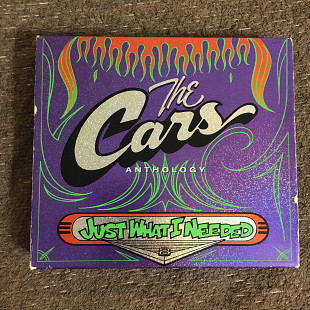 The
Cars
ANTHOLOGY
JUST WHAT I NEEDED